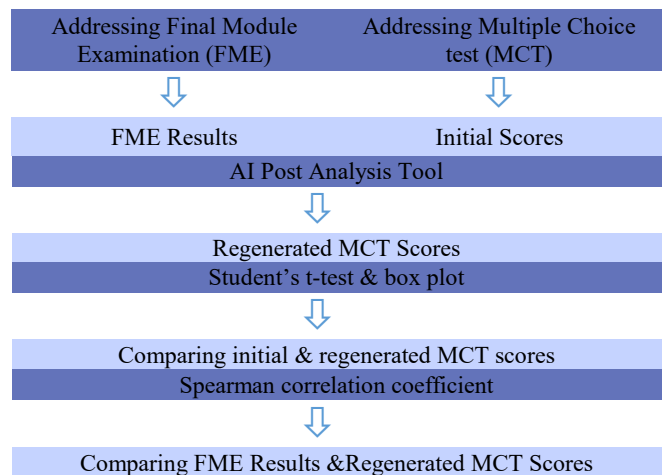 Addressing Final Module
Examination (FME)
Addressing Multiple Choice
test (MCT)
FME Results
Initial Scores
AI Post Analysis Tool
Regenerated MCT Scores
Student’s t-test & box plot
Comparing initial & regenerated MCT scores
Spearman correlation coefficient
Comparing FME Results &Regenerated MCT Scores